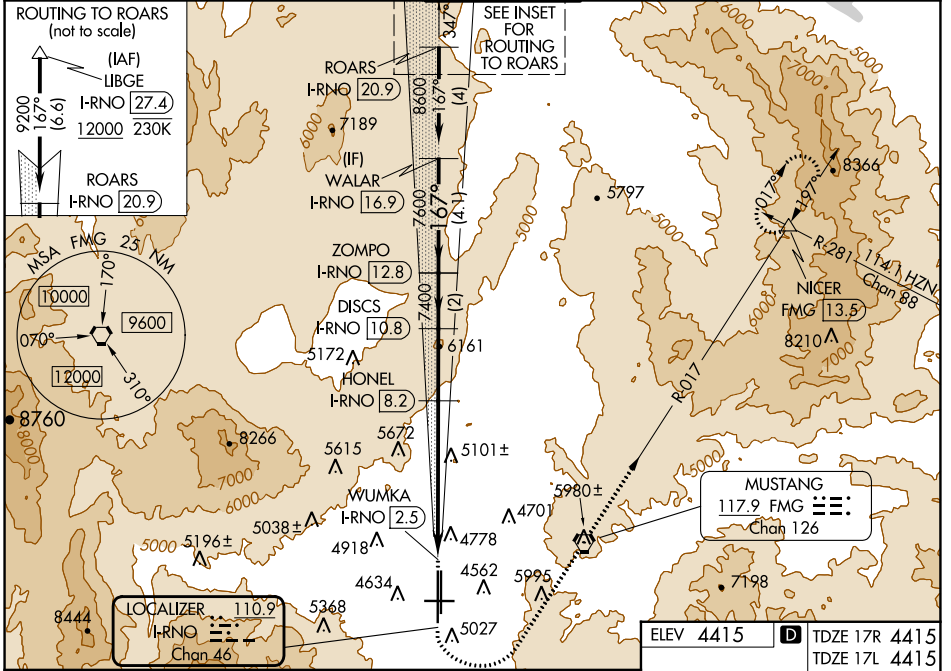 ROUTING TO ROARS
(not to scale)
(IAF)
LIBGE
I-RNO 27.4
12000 230K
9200
167°
(6.6)
ROARS
I-RNO 20.9
347°
SEE INSET
FOR
ROUTING
TO ROARS
ROARS
I-RNO 20.9
8600
167°
(4)
7189
(IF)
WALAR
I-RNO 16.9
7600
167°
(4.1)
5797
5000
8366
017°
197°
R-281
114.1 HZN
Chan 88
NICER
FMG 13.5
8210
7000
6000
MSA FMG 25 NM
170°
10000
9600
070°
12000
310°
ZOMPO
I-RNO 12.8
7400
(2)
DISCS
I-RNO 10.8
5172
6161
HONEL
I-RNO 8.2
R-017
8760
8000
8266
7000
6000
5672
5615
5101±
5000
WUMKA
I-RNO 2.5
5980±
4701
MUSTANG
117.9 FMG
Chan 126
5038±
5000
5196±
4918
4778
4634
4562
5995
7198
8444
5368
5027
LOCALIZER 110.9
I-RNO
Chan 46
ELEV 4415
D
TDZE 17R 4415
TDZE 17L 4415